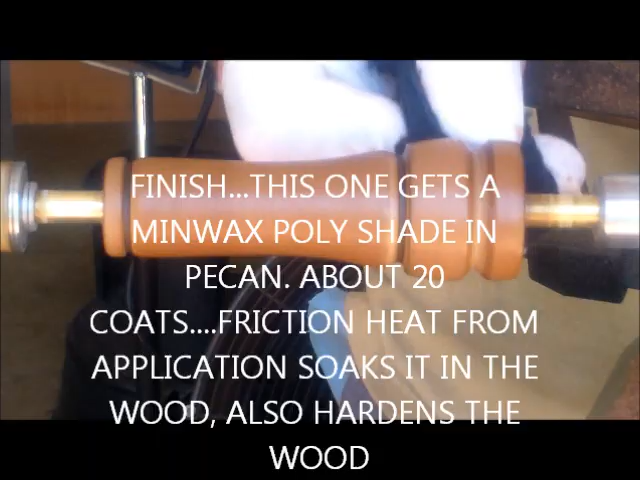 FINISH...THIS ONE GETS A
MINWAX POLY SHADE IN
PECAN. ABOUT 20
COATS....FRICTION HEAT FROM
APPLICATION SOAKS IT IN THE
WOOD, ALSO HARDENS THE
WOOD